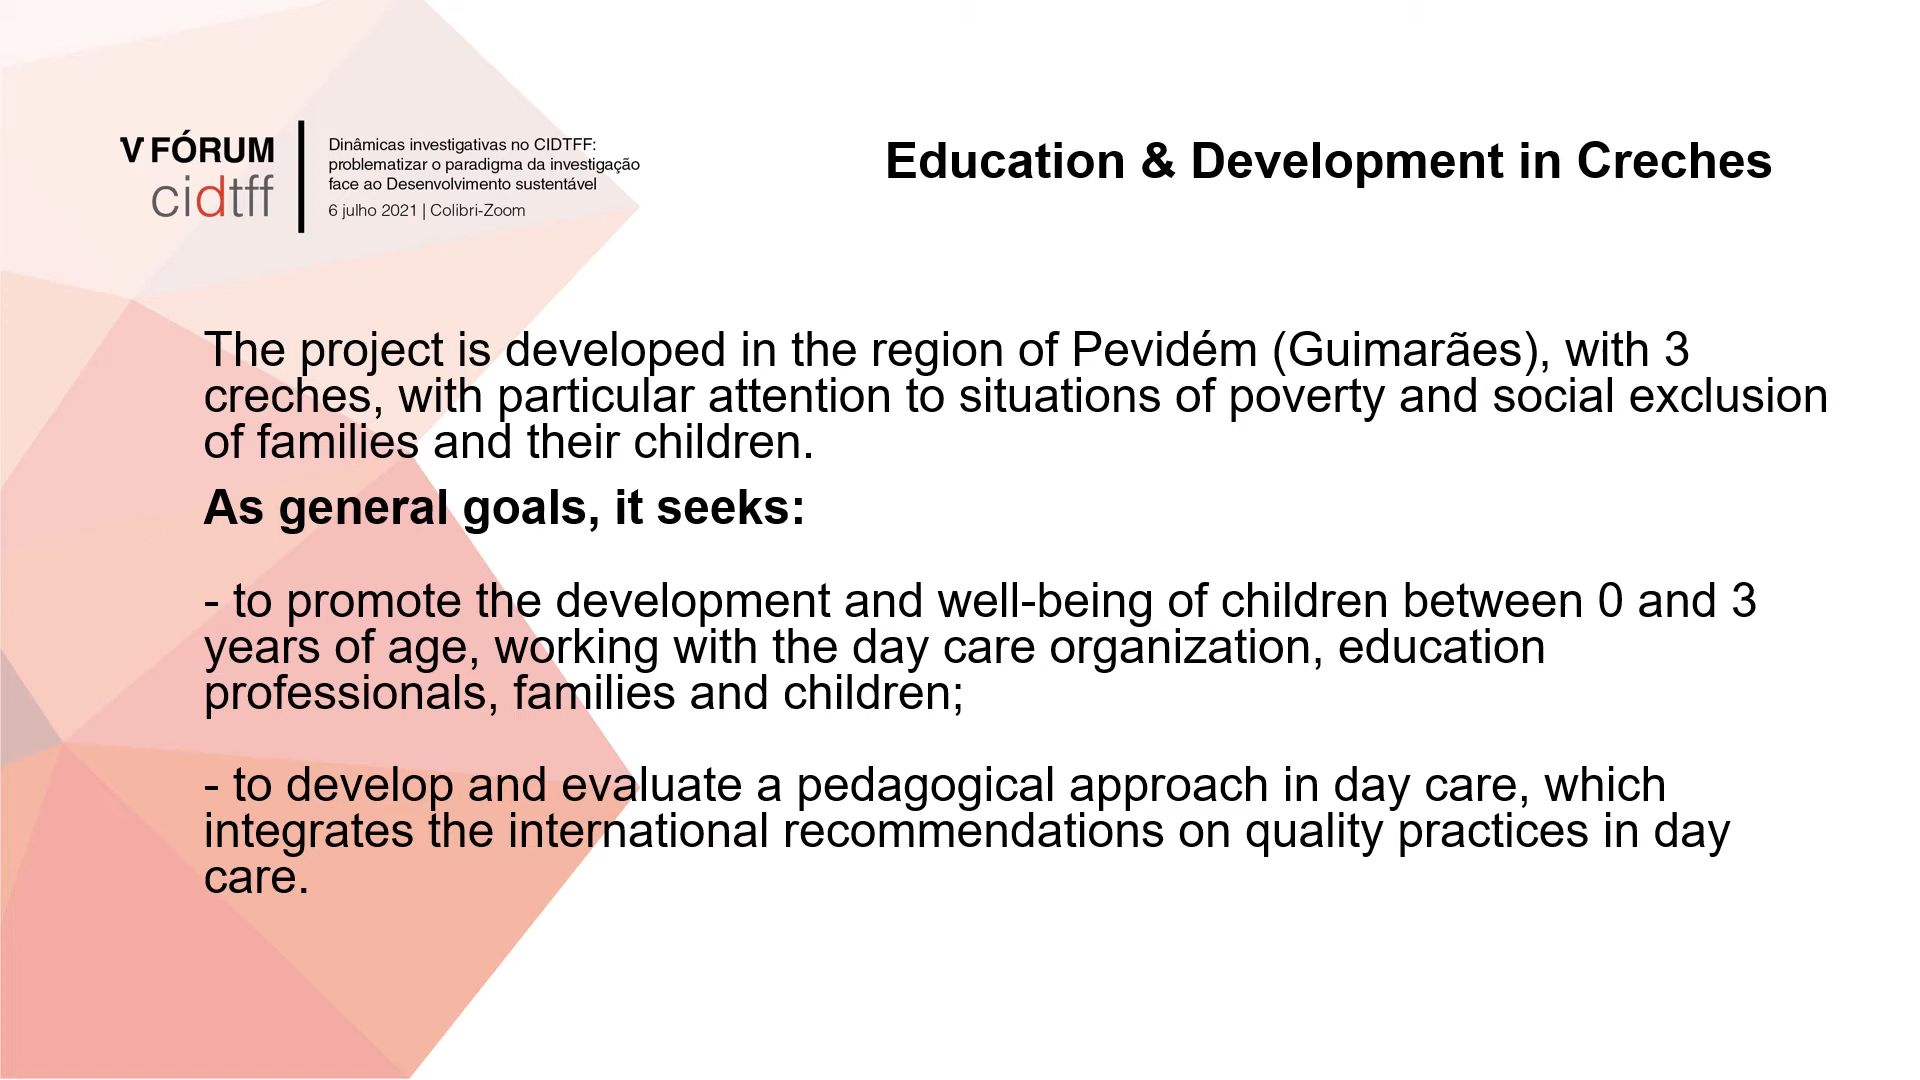 V FÓRUM
cidtff
Dinâmicas investigativas no CIDTFF:
problematizar o paradigma da investigação
face ao Desenvolvimento sustentável
6 julho 2021 | Colibri-Zoom
Education & Development in Creches
The project is developed in the region of Pevidém (Guimarães), with 3
creches, with particular attention to situations of poverty and social exclusion
of families and their children.
As general goals, it seeks:
- to promote the development and well-being of children between 0 and 3
years of age, working with the day care organization, education
professionals, families and children;
- to develop and evaluate a pedagogical approach in day care, which
integrates the international recommendations on quality practices in day
care.